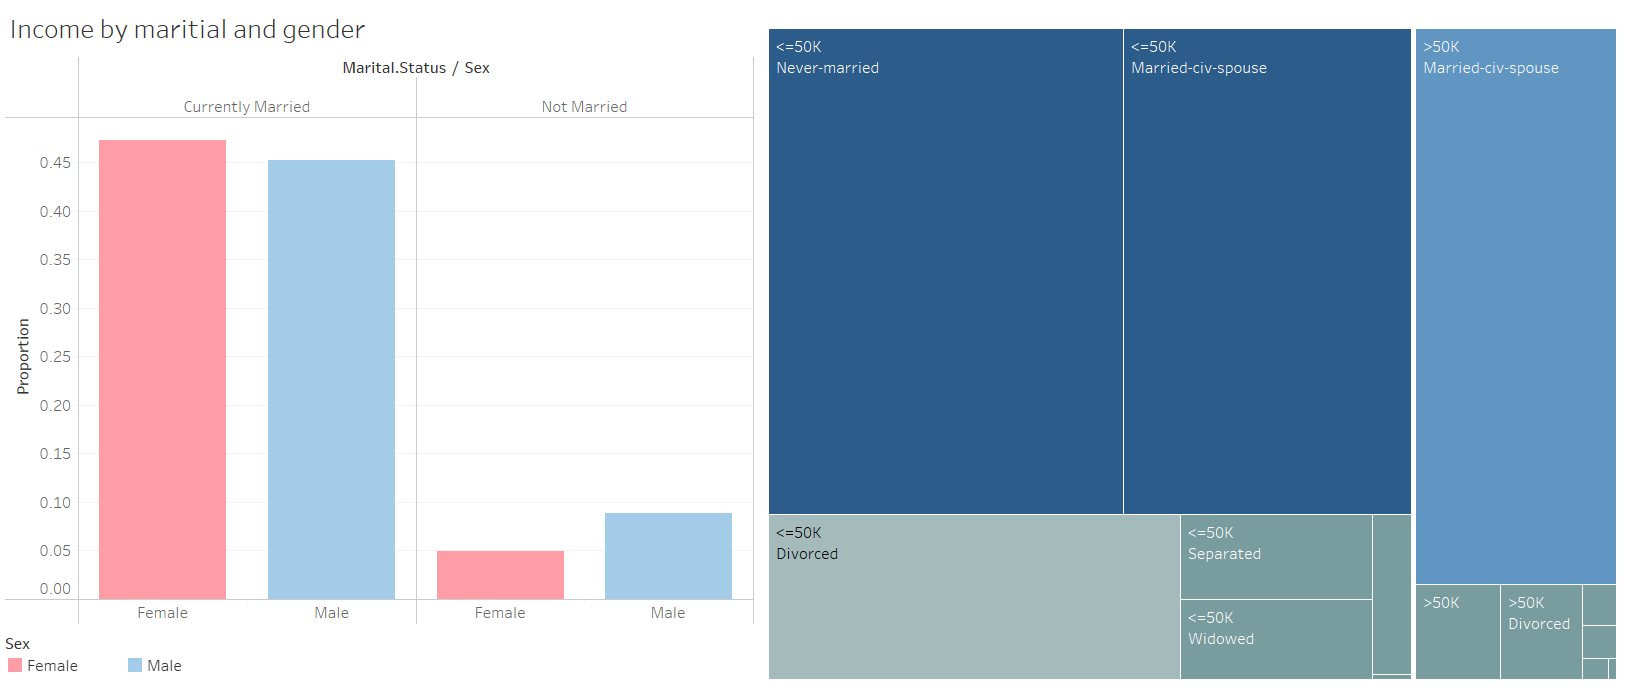 Income by maritial and gender
Marital.Status / Sex
Currently Married
Not Married
Proportion
0.45
0.40
0.35
0.30
0.25
0.20
0.15
0.10
0.05
0.00
Female
Male
Female
Male
Sex
Female
Male
<=50K
Never-married
<=50K
Married-civ-spouse
>50K
Married-civ-spouse
<=50K
Divorced
<=50K
Separated
<=50K
Widowed
>50K
>50K
Divorced